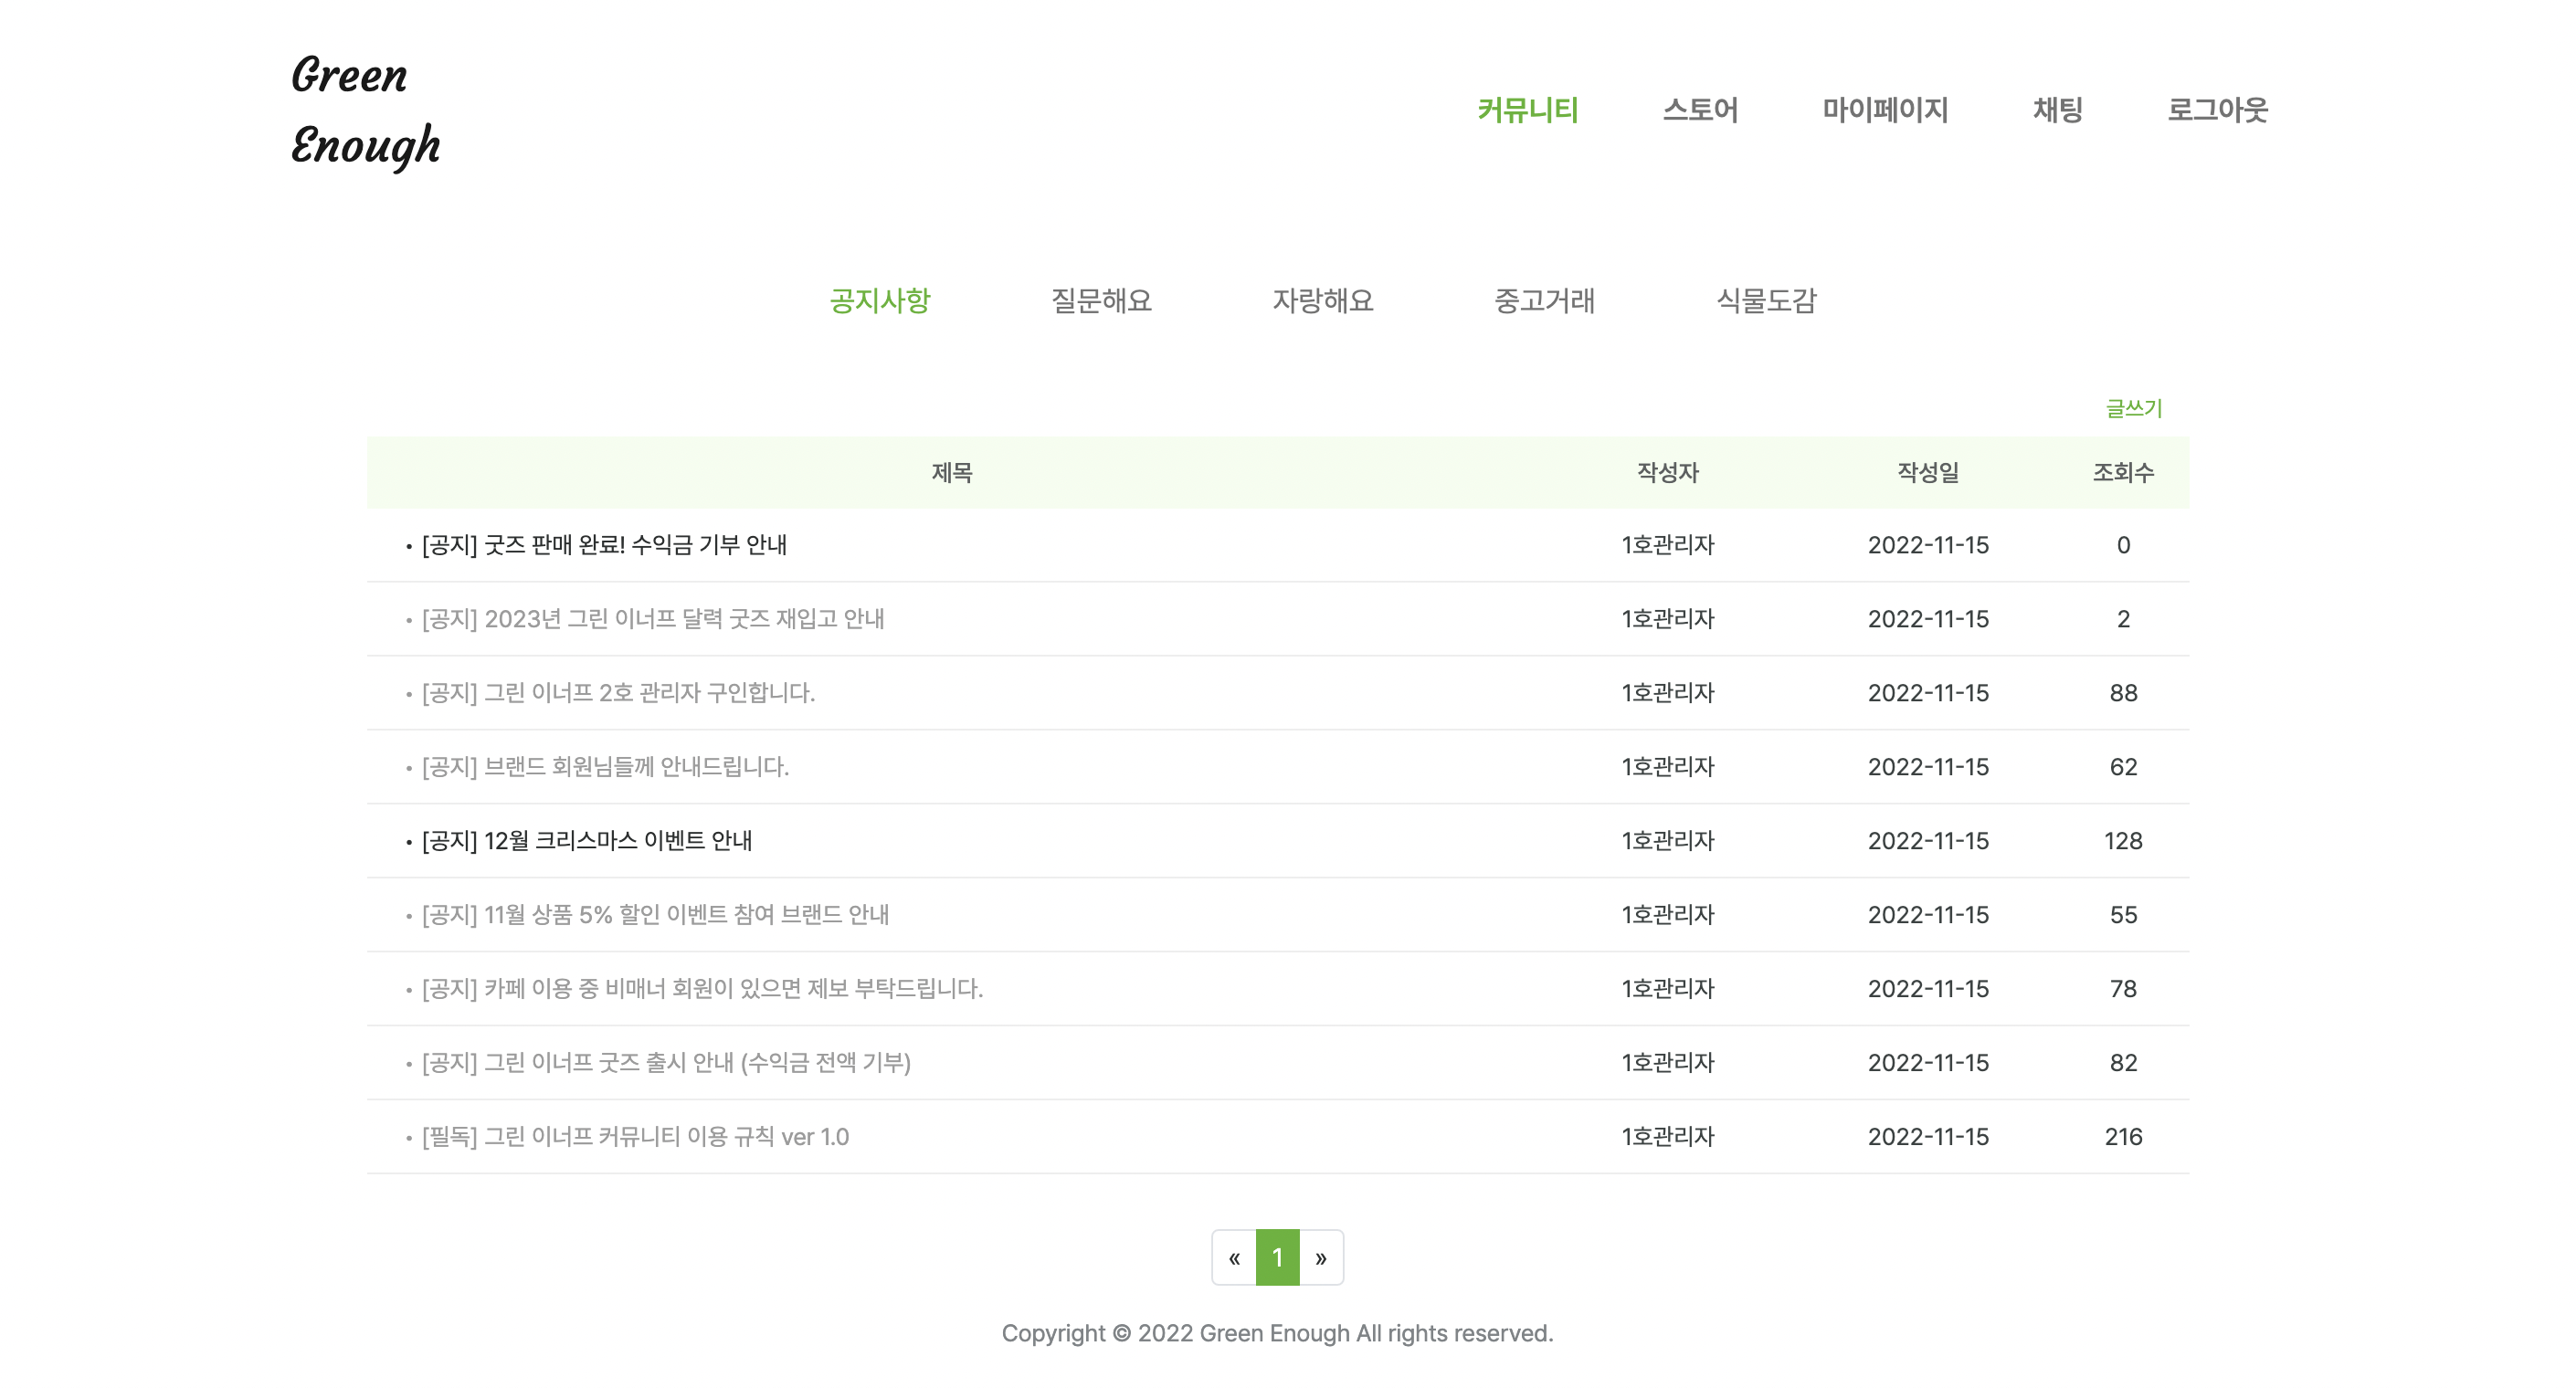 Green
Enough
커뮤니티 스토어 마이페이지 채팅 로그아웃
공지사항 질문해요 자랑해요 중고거래 식물도감
글쓰기
제목 작성자 작성일 조회수
• [공지] 굿즈 판매 완료! 수익금 기부 안내 1호관리자 2022-11-15 0
• [공지] 2023년 그린 이너프 달력 굿즈 재입고 안내 1호관리자 2022-11-15 2
• [공지] 그린 이너프 2호 관리자 구인합니다. 1호관리자 2022-11-15 88
• [공지] 브랜드 회원님들께 안내드립니다. 1호관리자 2022-11-15 62
• [공지] 12월 크리스마스 이벤트 안내 1호관리자 2022-11-15 128
• [공지] 11월 상품 5% 할인 이벤트 참여 브랜드 안내 1호관리자 2022-11-15 55
• [공지] 카페 이용 중 비매너 회원이 있으면 제보 부탁드립니다. 1호관리자 2022-11-15 78
• [공지] 그린 이너프 굿즈 출시 안내 (수익금 전액 기부) 1호관리자 2022-11-15 82
• [필독] 그린 이너프 커뮤니티 이용 규칙 ver 1.0 1호관리자 2022-11-15 216
« 1 »
Copyright © 2022 Green Enough All rights reserved.